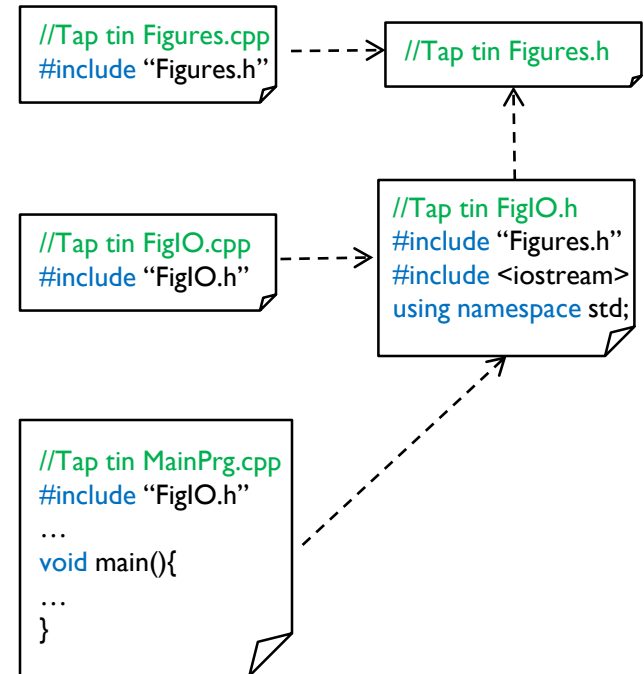 //Tap tin Figures.cpp
#include “Figures.h”
//Tap tin Figures.h
//Tap tin FigIO.cpp
#include “FigIO.h”
//Tap tin FigIO.h
#include “Figures.h”
#include <iostream>
using namespace std;
//Tap tin MainPrg.cpp
#include “FigIO.h”
…
void main(){
…
}